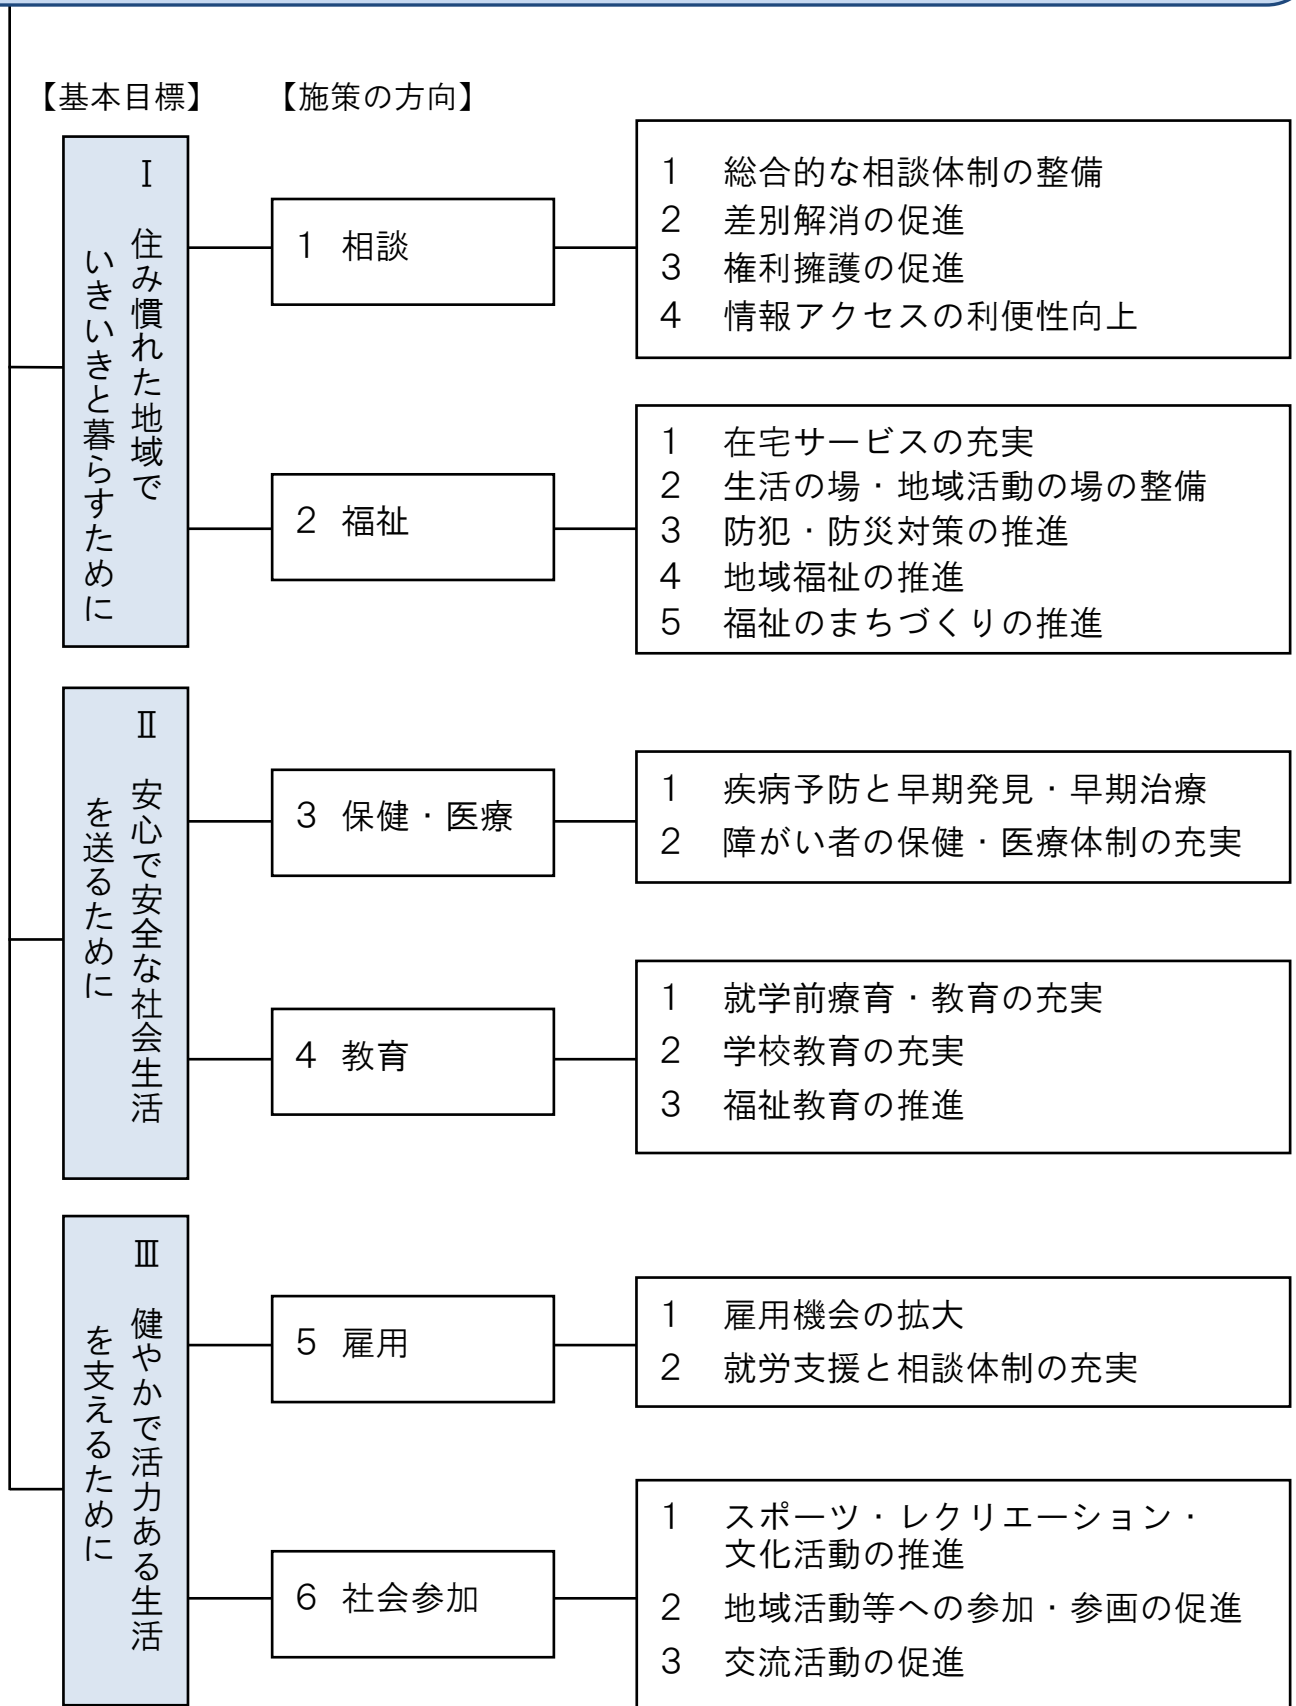 【基本目標】 【施策の方向】
Ⅰ 住み慣れた地域で
いきいきと暮らすために
1 相談
1 総合的な相談体制の整備
2 差別解消の促進
3 権利擁護の促進
4 情報アクセスの利便性向上
2 福祉
1 在宅サービスの充実
2 生活の場・地域活動の場の整備
3 防犯・防災対策の推進
4 地域福祉の推進
5 福祉のまちづくりの推進
Ⅱ 安心で安全な社会生活
を送るために
3 保健・医療
1 疾病予防と早期発見・早期治療
2 障がい者の保健・医療体制の充実
4 教育
1 就学前療育・教育の充実
2 学校教育の充実
3 福祉教育の推進
Ⅲ 健やかで活力ある生活
を支えるために
5 雇用
1 雇用機会の拡大
2 就労支援と相談体制の充実
6 社会参加
1 スポーツ・レクリエーション・
文化活動の推進
2 地域活動等への参加・参画の促進
3 交流活動の促進